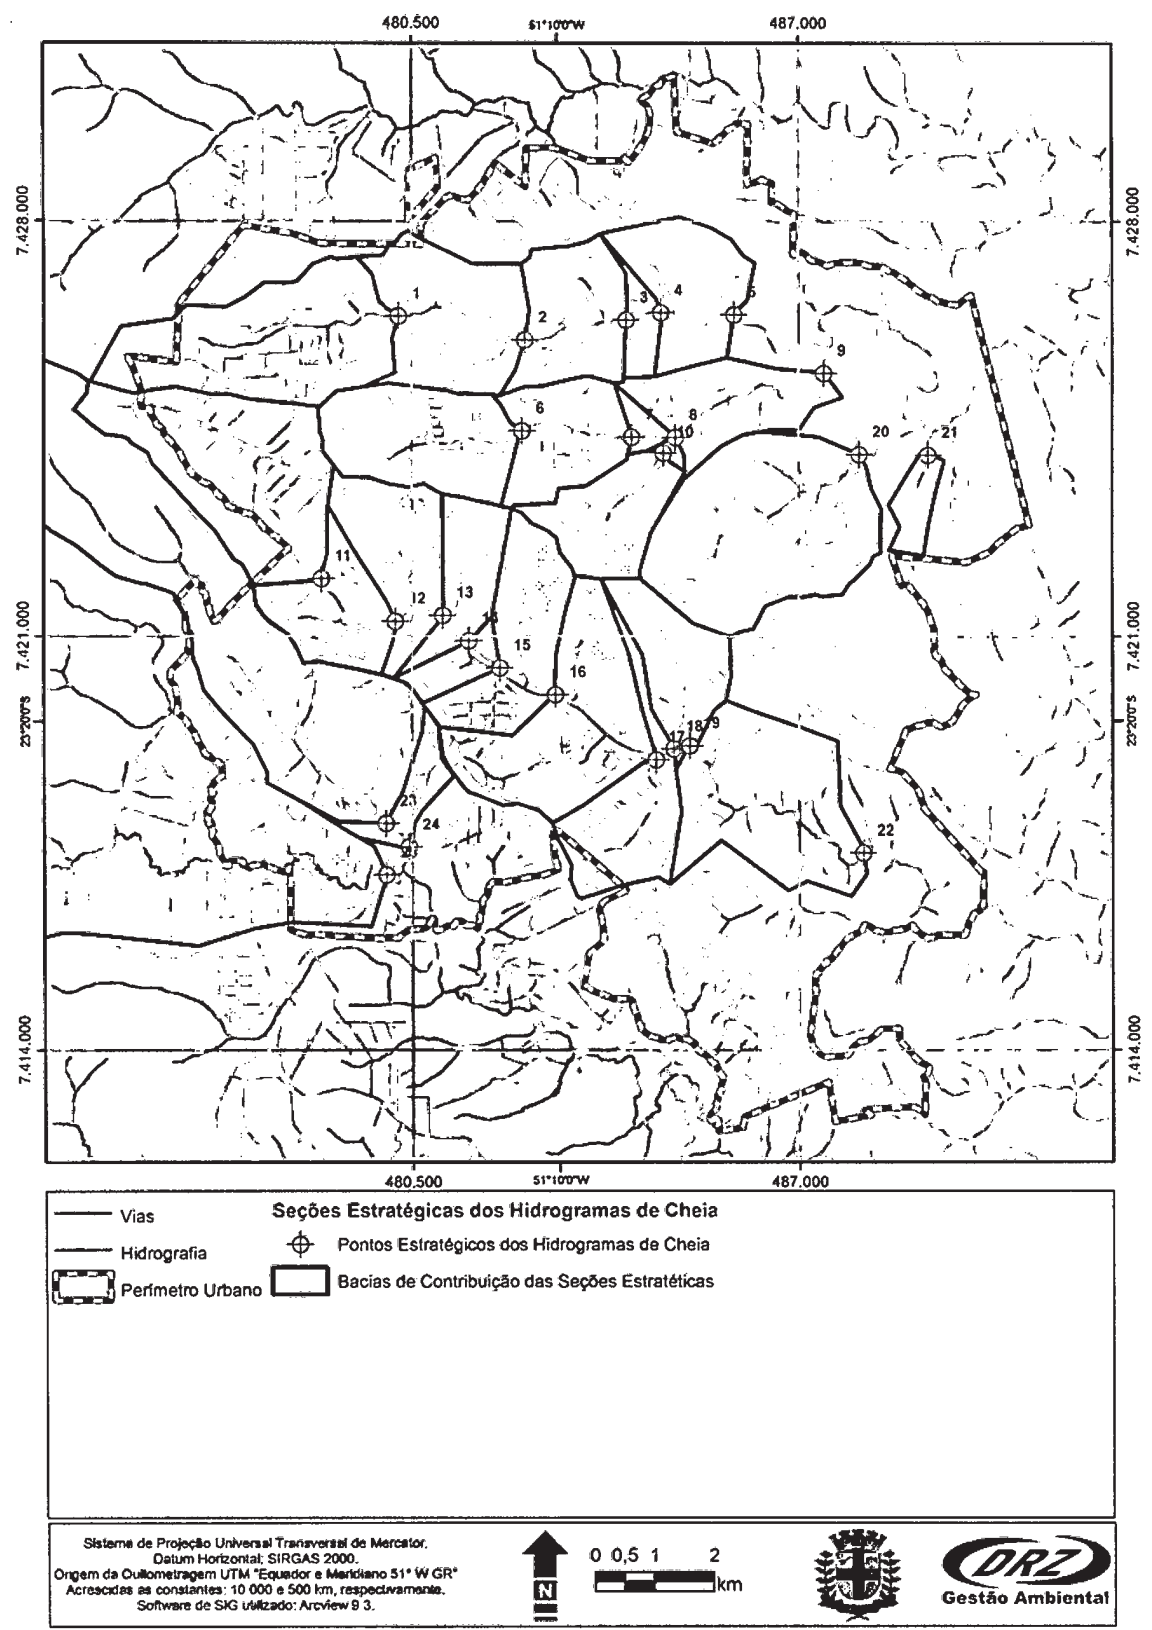 480.500
51°10'0"W
487.000
7.428.000
7.428.000
1
2
3
4
5
9
6
7
8
10
20
21
11
12
13
14
15
16
7.421.000
7.421.000
23°20'0"S
23°20'0"S
17
18
19
22
23
24
7.414.000
7.414.000
480.500
51°10'0"W
487.000
Vias
Hidrografia
Perímetro Urbano
Seções Estratégicas dos Hidrogramas de Cheia
Pontos Estratégicos dos Hidrogramas de Cheia
Bacias de Contribuição das Seções Estratéticas
Sistema de Projeção Universal Transversal de Mercator.
Datum Horizontal: SIRGAS 2000.
Origem da Quilometragem UTM "Equador e Meridiano 51° W GR"
Acrescidas as constantes: 10 000 e 500 km, respectivamente.
Software de SIG utilizado: Arcview 9 3.
N
0 0,5 1 2
km
DRZ
Gestão Ambiental